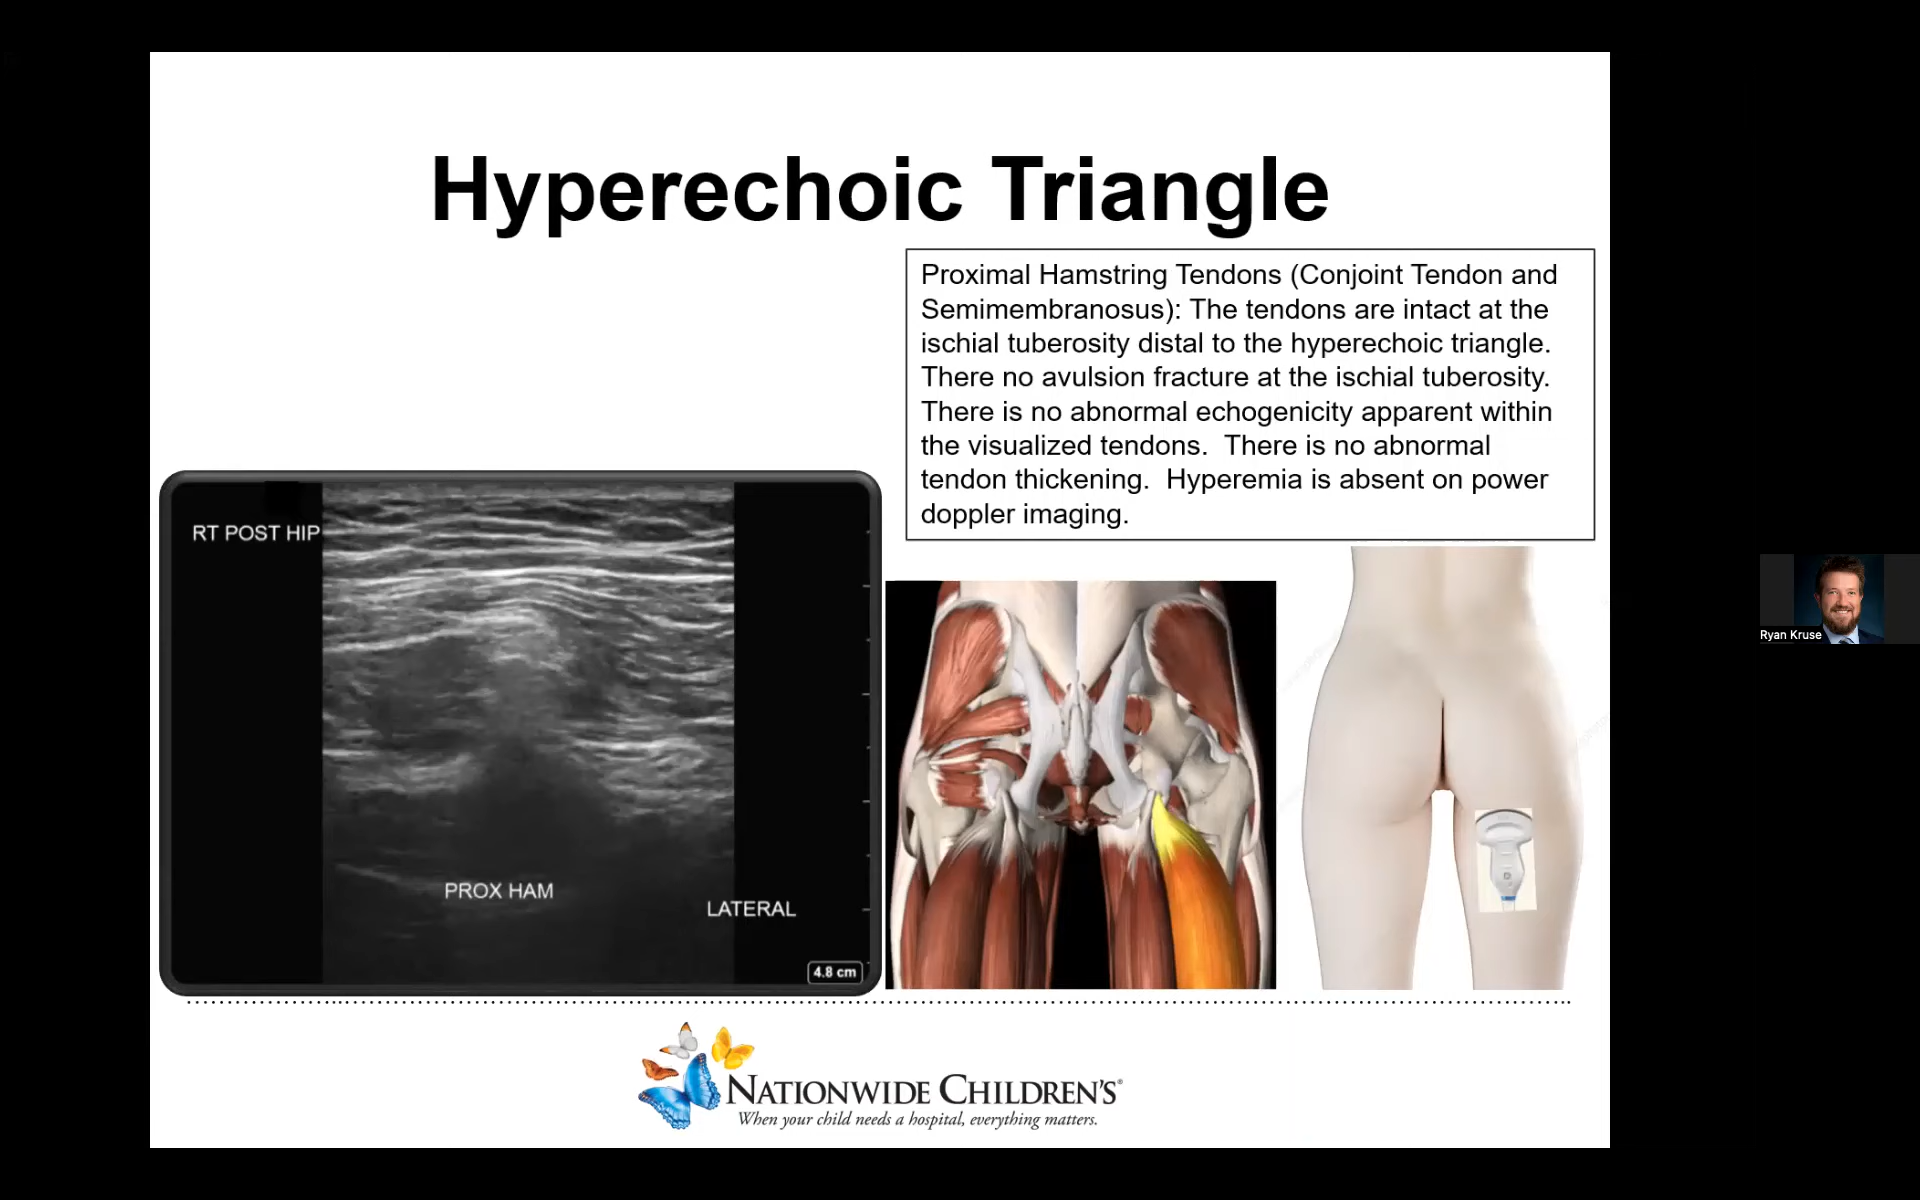 Hyperechoic Triangle
Proximal Hamstring Tendons (Conjoint Tendon and
Semimembranosus): The tendons are intact at the
ischial tuberosity distal to the hyperechoic triangle.
There no avulsion fracture at the ischial tuberosity.
There is no abnormal echogenicity apparent within
the visualized tendons.  There is no abnormal
tendon thickening.  Hyperemia is absent on power
doppler imaging.
RT POST HIP
PROX HAM
LATERAL
4.8 cm
Ryan Kruse
NATIONWIDE CHILDREN'S®
When your child needs a hospital, everything matters.